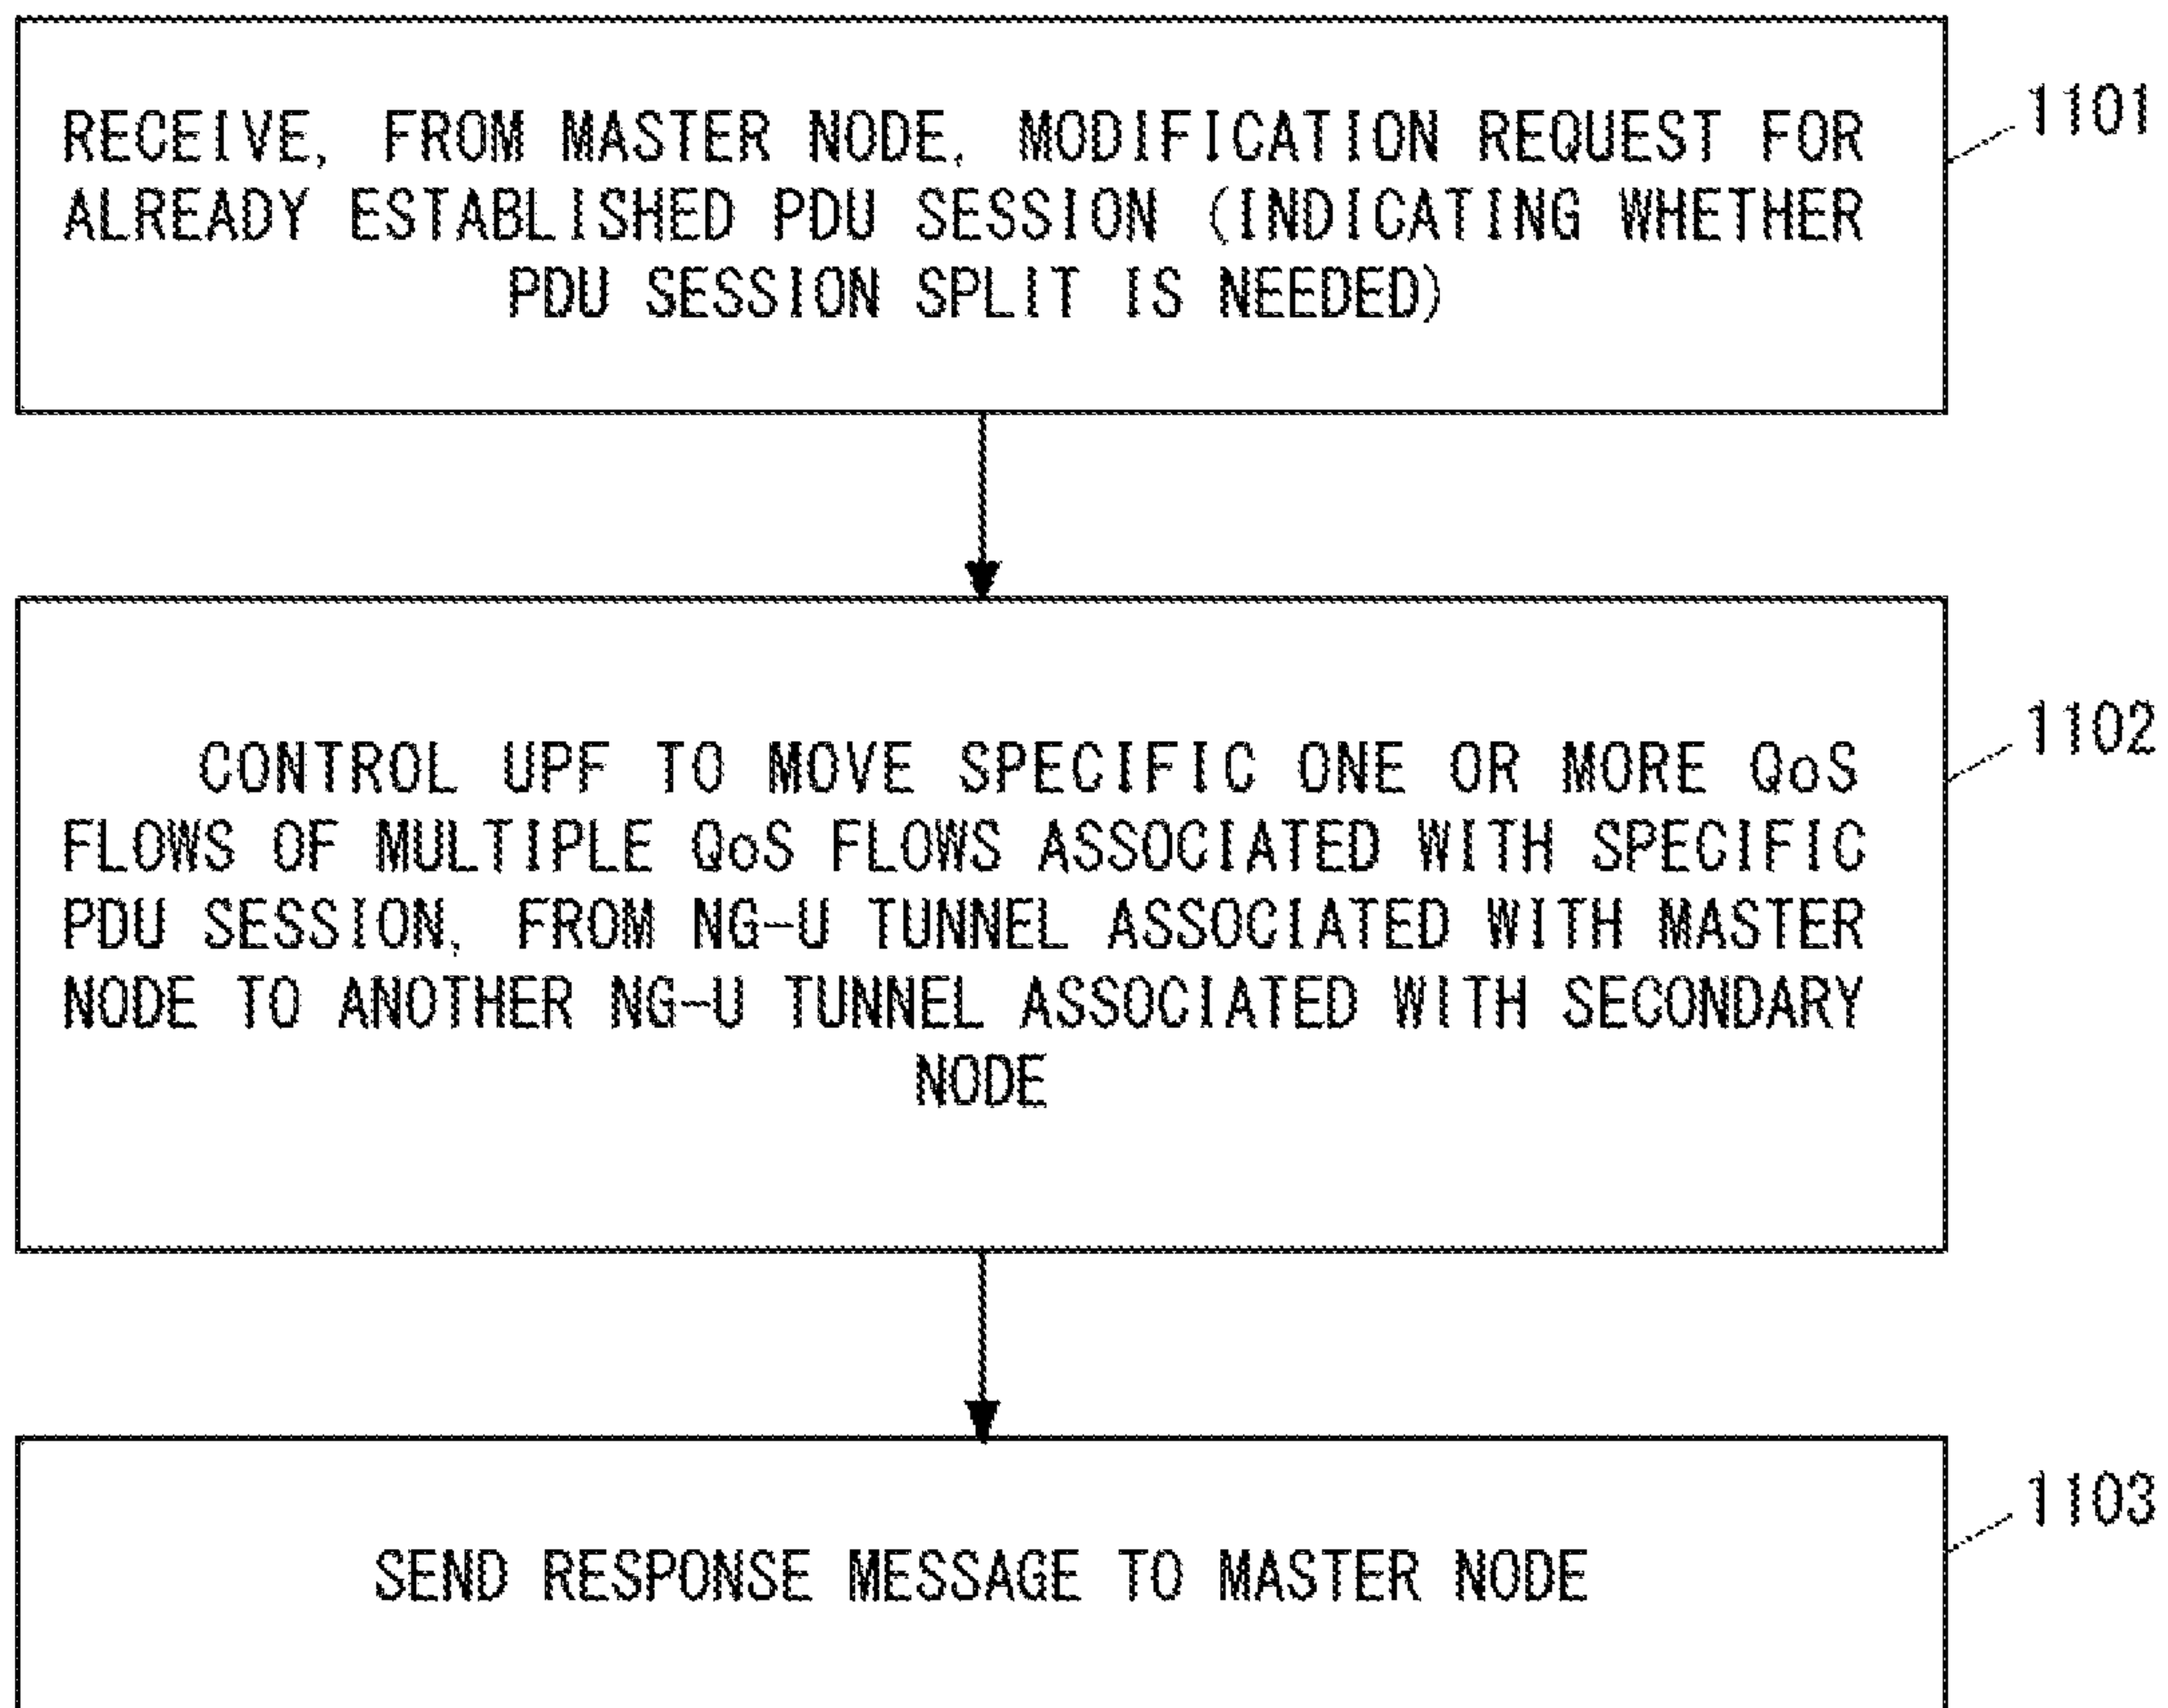 RECEIVE, FROM MASTER NODE, MODIFICATION REQUEST FOR
ALREADY ESTABLISHED PDU SESSION (INDICATING WHETHER
PDU SESSION SPLIT IS NEEDED)
1101
CONTROL UPF TO MOVE SPECIFIC ONE OR MORE QoS
FLOWS OF MULTIPLE QoS FLOWS ASSOCIATED WITH SPECIFIC
PDU SESSION, FROM NG-U TUNNEL ASSOCIATED WITH MASTER
NODE TO ANOTHER NG-U TUNNEL ASSOCIATED WITH SECONDARY
NODE
1102
SEND RESPONSE MESSAGE TO MASTER NODE
1103